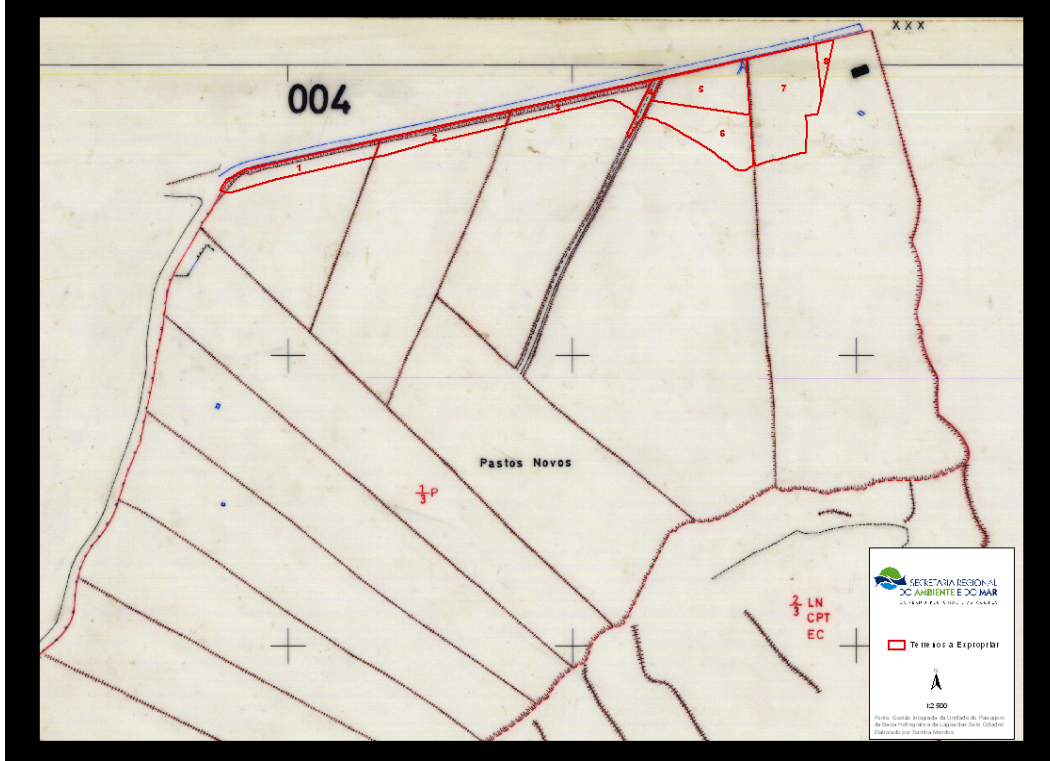 X X X
004
5
7
8
3
2
6
1
Pastos Novos
1
3 P
2
3 LN
CPT
EC
SECRETARIA REGIONAL
DO AMBIENTE E DO MAR
Terrenos a Expropriar
N
1:2 500
Fonte: Gestão Integrada da Unidade de Paisagem
da Bacia Hidrográfica da Lagoa das Sete Cidades
Elaborado por Sandra Mendes